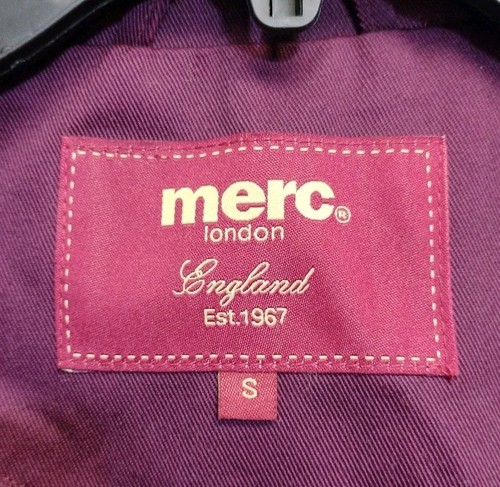 merc®
london
England
Est.1967
S